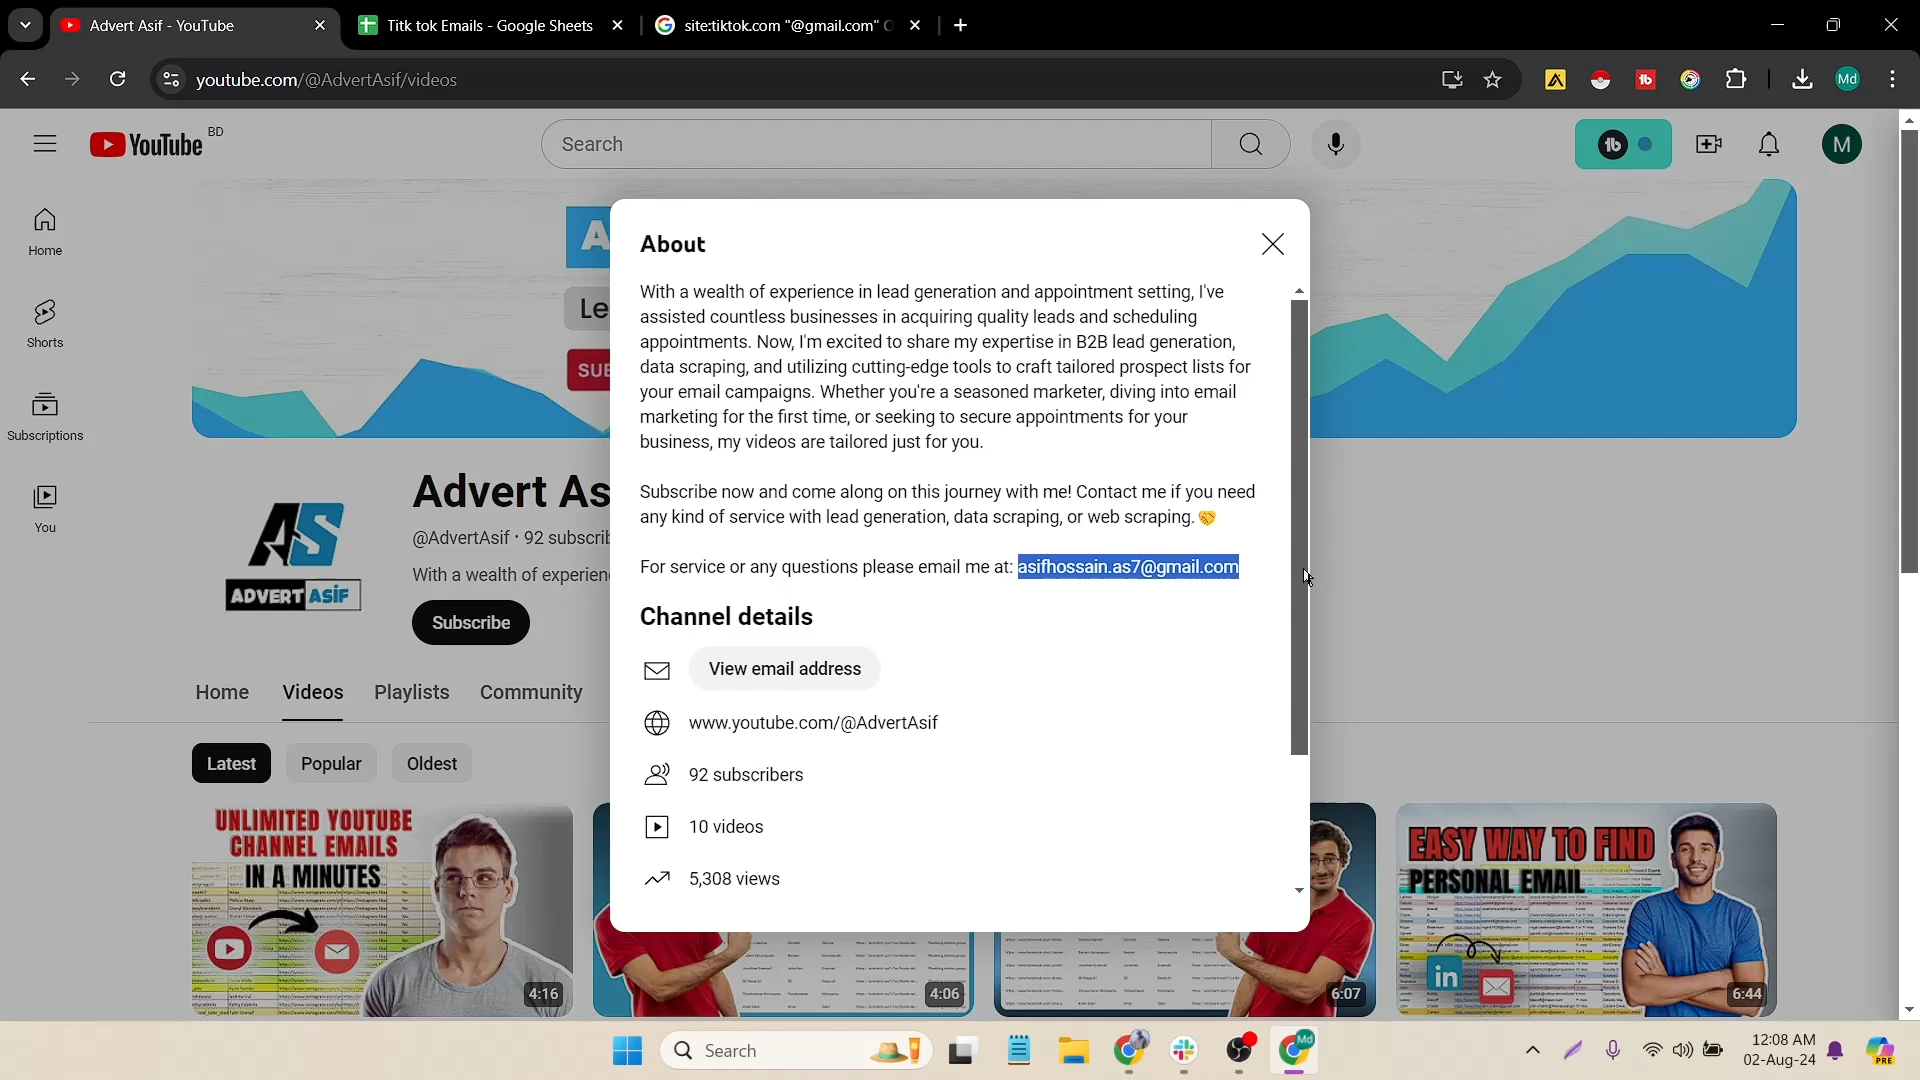 Advert Asif - YouTube
Titk tok Emails - Google Sheets
site:tiktok.com "@gmail.com"
youtube.com/@AdvertAsif/videos
Md
YouTube BD
Search
M
Home
Shorts
Subscriptions
You
A
Le
SUB
About
With a wealth of experience in lead generation and appointment setting, I've
assisted countless businesses in acquiring quality leads and scheduling
appointments. Now, I'm excited to share my expertise in B2B lead generation,
data scraping, and utilizing cutting-edge tools to craft tailored prospect lists for
your email campaigns. Whether you're a seasoned marketer, diving into email
marketing for the first time, or seeking to secure appointments for your
business, my videos are tailored just for you.
Subscribe now and come along on this journey with me! Contact me if you need
any kind of service with lead generation, data scraping, or web scraping.🤝
For service or any questions please email me at: asifhossain.as7@gmail.com
Channel details
View email address
www.youtube.com/@AdvertAsif
92 subscribers
10 videos
5,308 views
AS
ADVERT ASIF
Advert As
@AdvertAsif · 92 subscrib
With a wealth of experien
Subscribe
Home
Videos
Playlists
Community
Latest
Popular
Oldest
UNLIMITED YOUTUBE
CHANNEL EMAILS
IN A MINUTES
4:16
4:06
6:07
EASY WAY TO FIND
PERSONAL EMAIL
in
6:44
Search
Md
12:08 AM
02-Aug-24
PRE